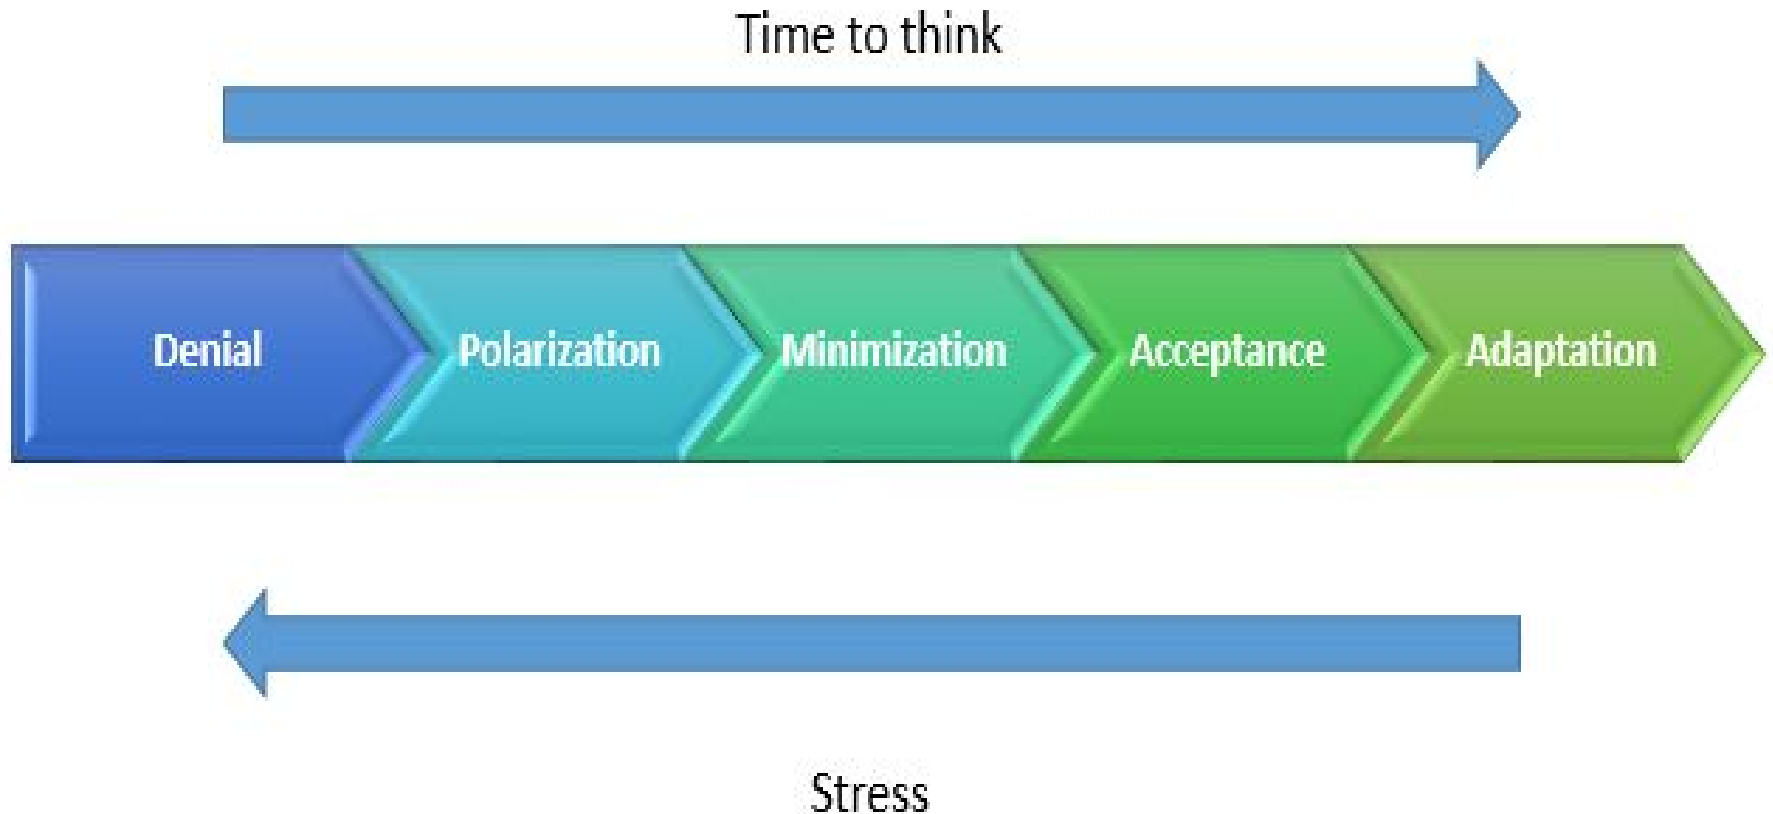 Time to think
Denial
Polarization
Minimization
Acceptance
Adaptation
Stress